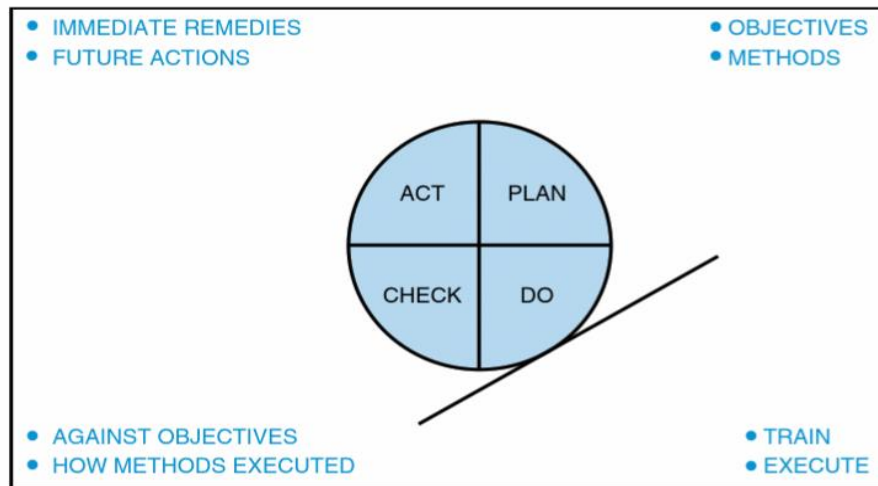 • IMMEDIATE REMEDIES
• FUTURE ACTIONS
• OBJECTIVES
• METHODS
ACT
PLAN
CHECK
DO
• AGAINST OBJECTIVES
• HOW METHODS EXECUTED
• TRAIN
• EXECUTE